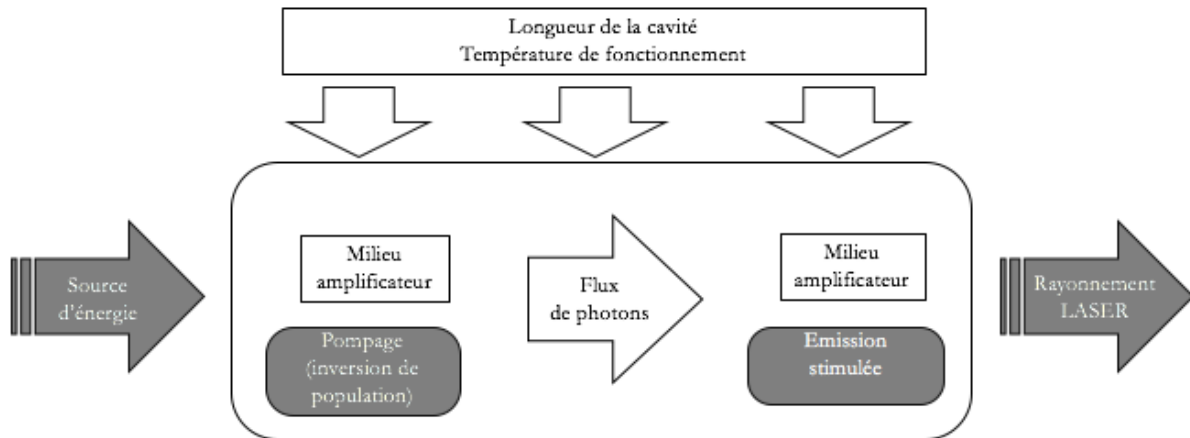 Longueur de la cavité
Température de fonctionnement
Source
d'énergie
Milieu
amplificateur
Pompage
(inversion de
population)
Flux
de photons
Milieu
amplificateur
Emission
stimulée
Rayonnement
LASER